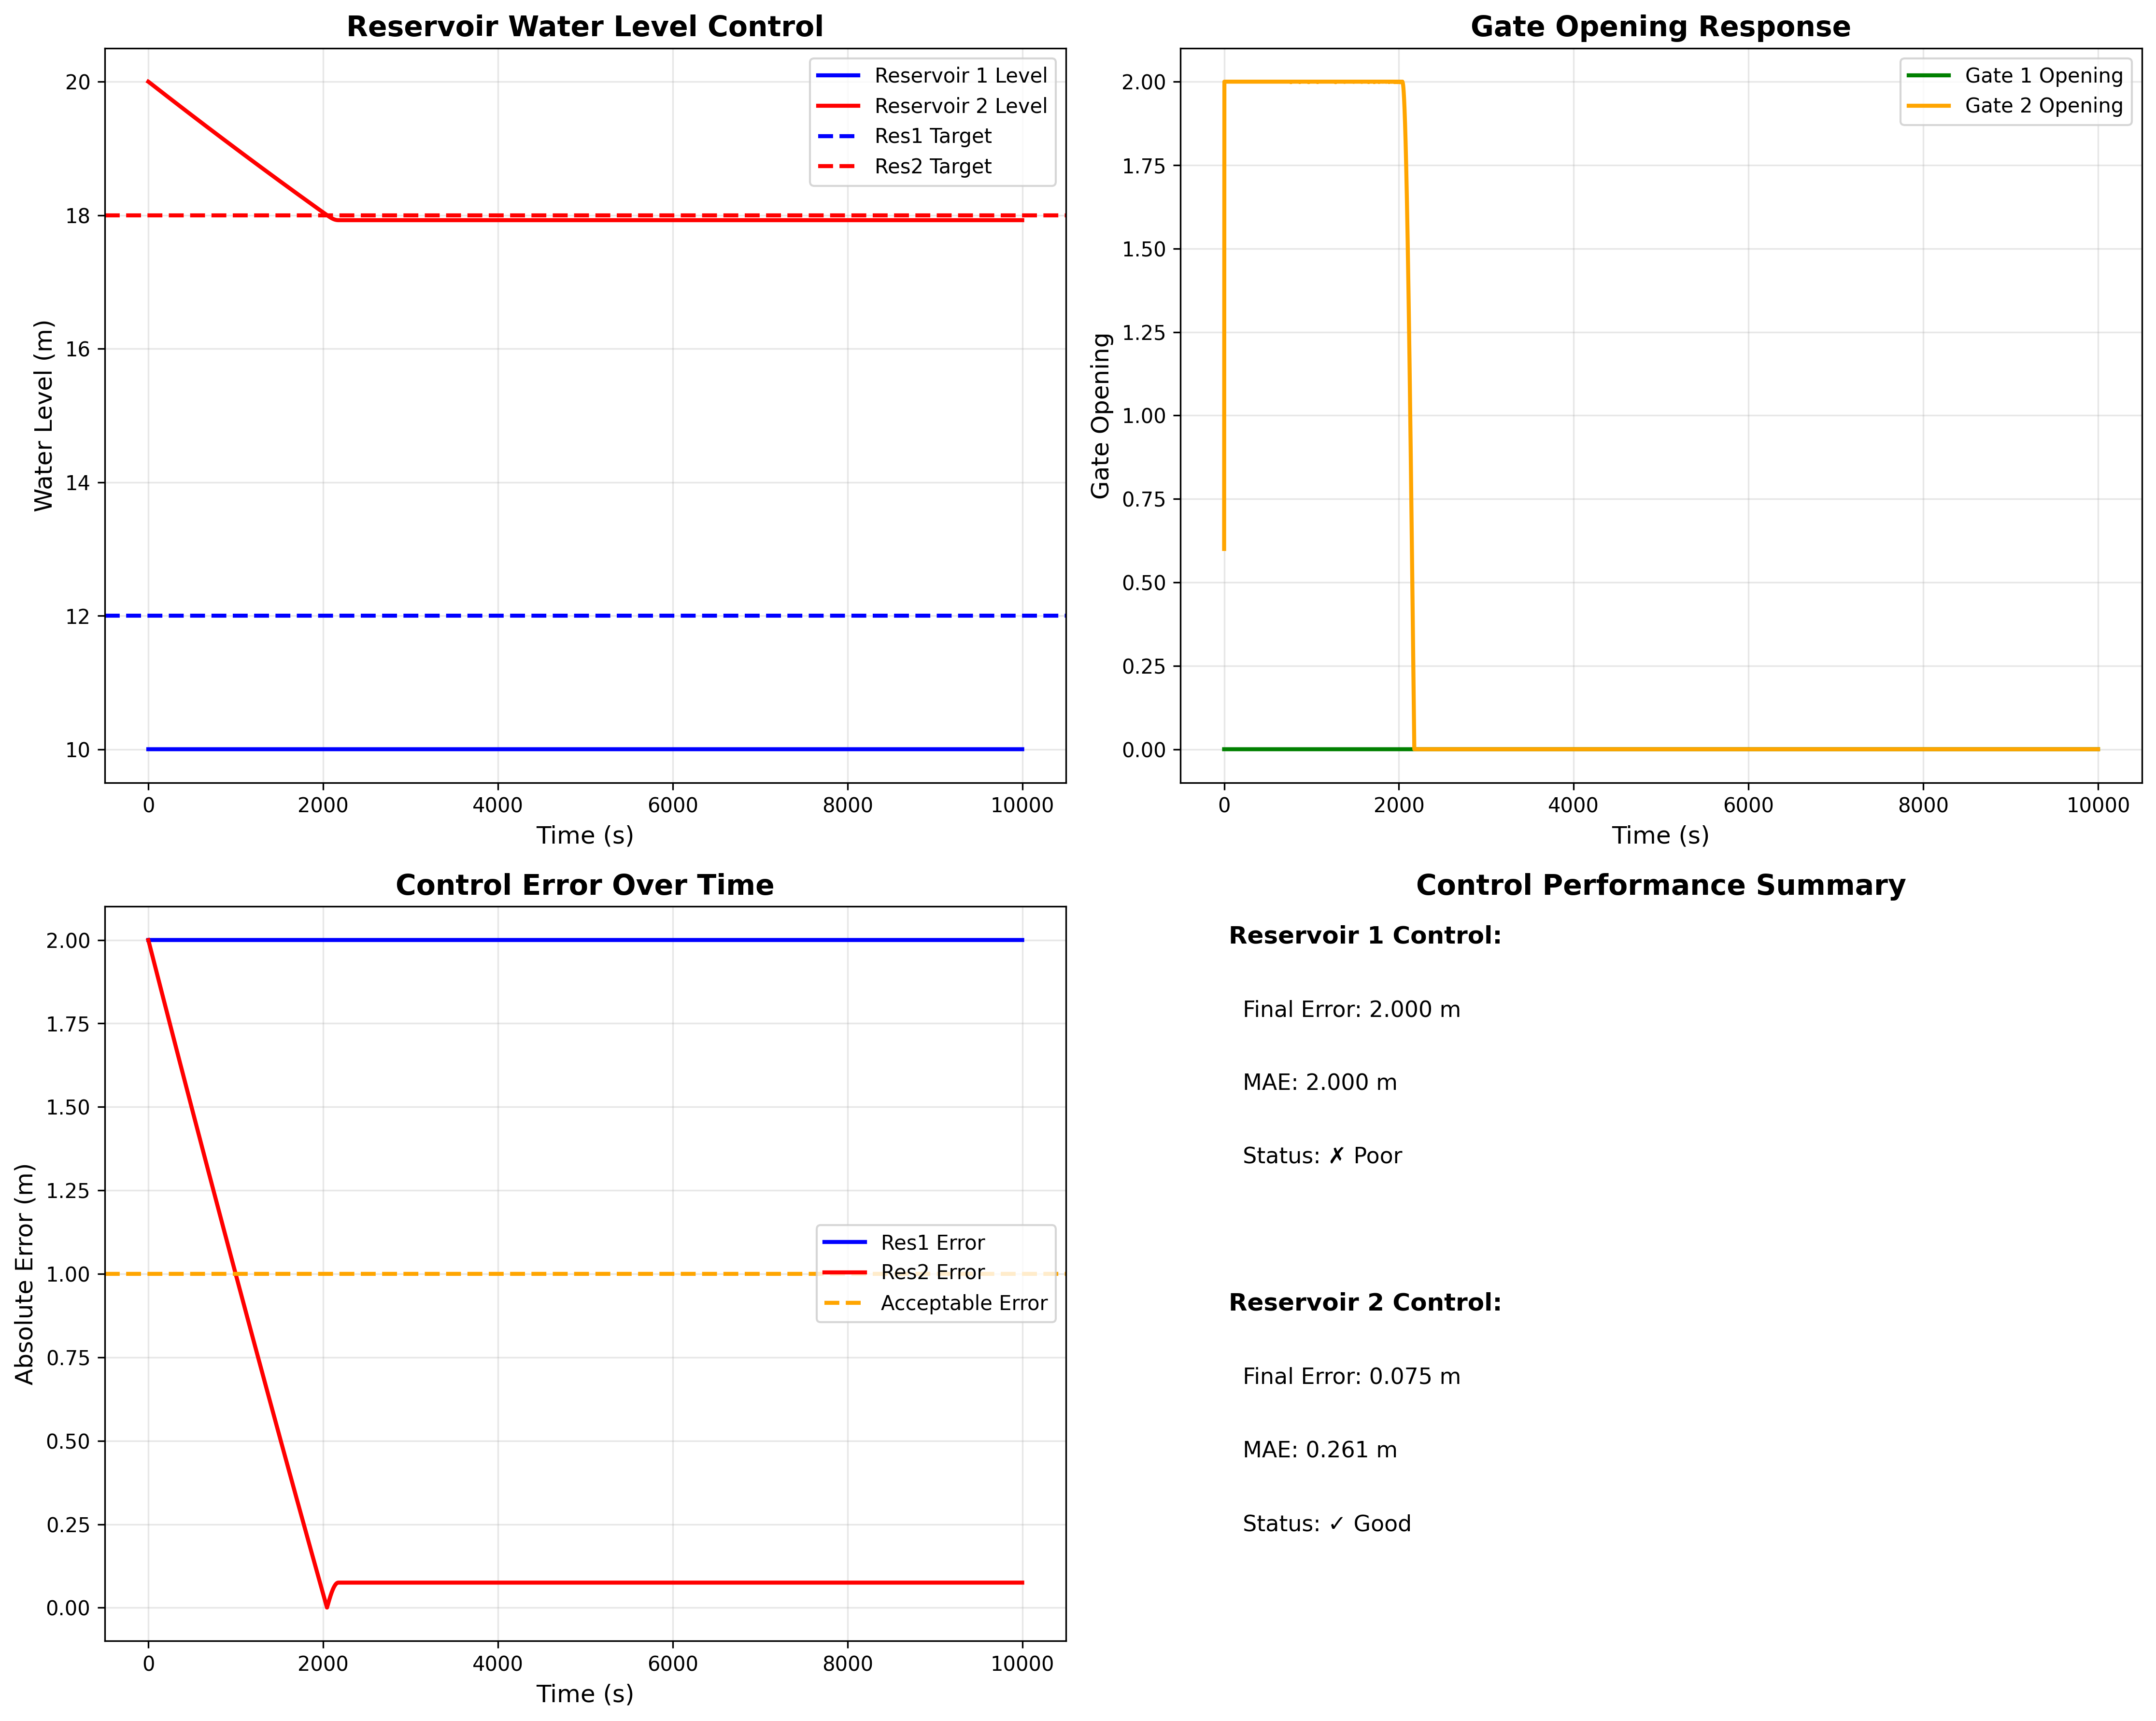 Reservoir Water Level Control
Water Level (m)
20
18
16
14
12
10
0 2000 4000 6000 8000 10000
Time (s)
Reservoir 1 Level
Reservoir 2 Level
Res1 Target
Res2 Target
Gate Opening Response
Gate Opening
2.00
1.75
1.50
1.25
1.00
0.75
0.50
0.25
0.00
0 2000 4000 6000 8000 10000
Time (s)
Gate 1 Opening
Gate 2 Opening
Control Error Over Time
Absolute Error (m)
2.00
1.75
1.50
1.25
1.00
0.75
0.50
0.25
0.00
0 2000 4000 6000 8000 10000
Time (s)
Res1 Error
Res2 Error
Acceptable Error
Control Performance Summary
Reservoir 1 Control:
Final Error: 2.000 m
MAE: 2.000 m
Status: ✗ Poor
Reservoir 2 Control:
Final Error: 0.075 m
MAE: 0.261 m
Status: ✓ Good